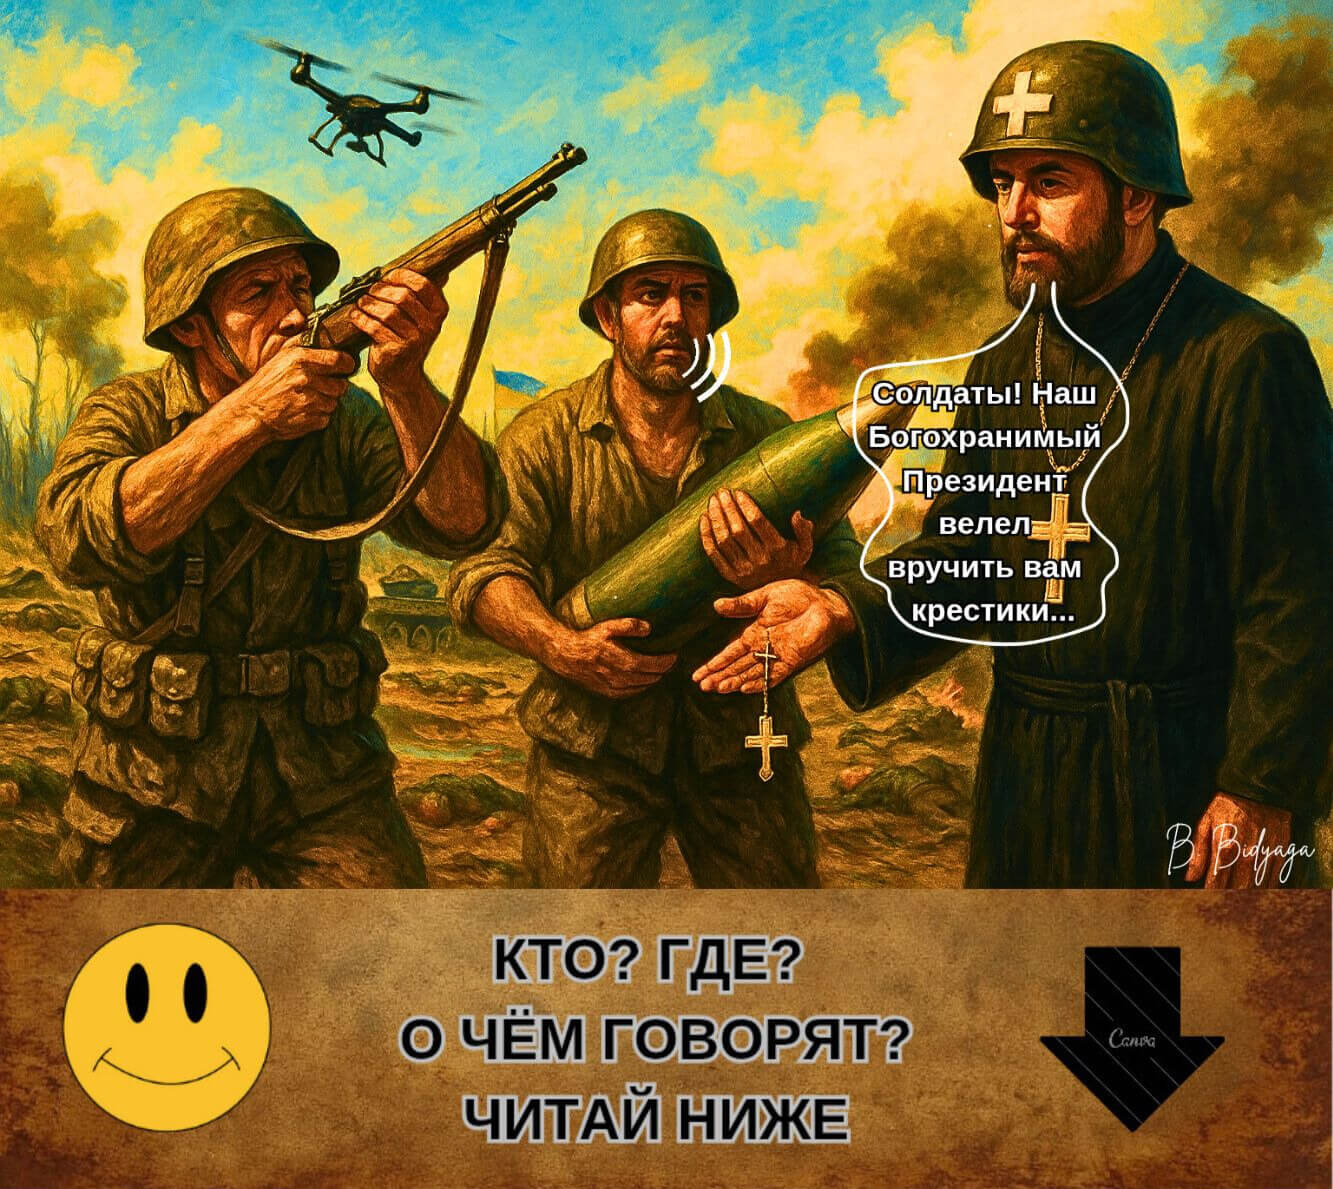 Солдаты! Наш
Богохранимый
Президент
велел
вручить вам
крестики...
B. Bidyaga
КТО? ГДЕ?
О ЧЁМ ГОВОРЯТ?
ЧИТАЙ НИЖЕ
Canva